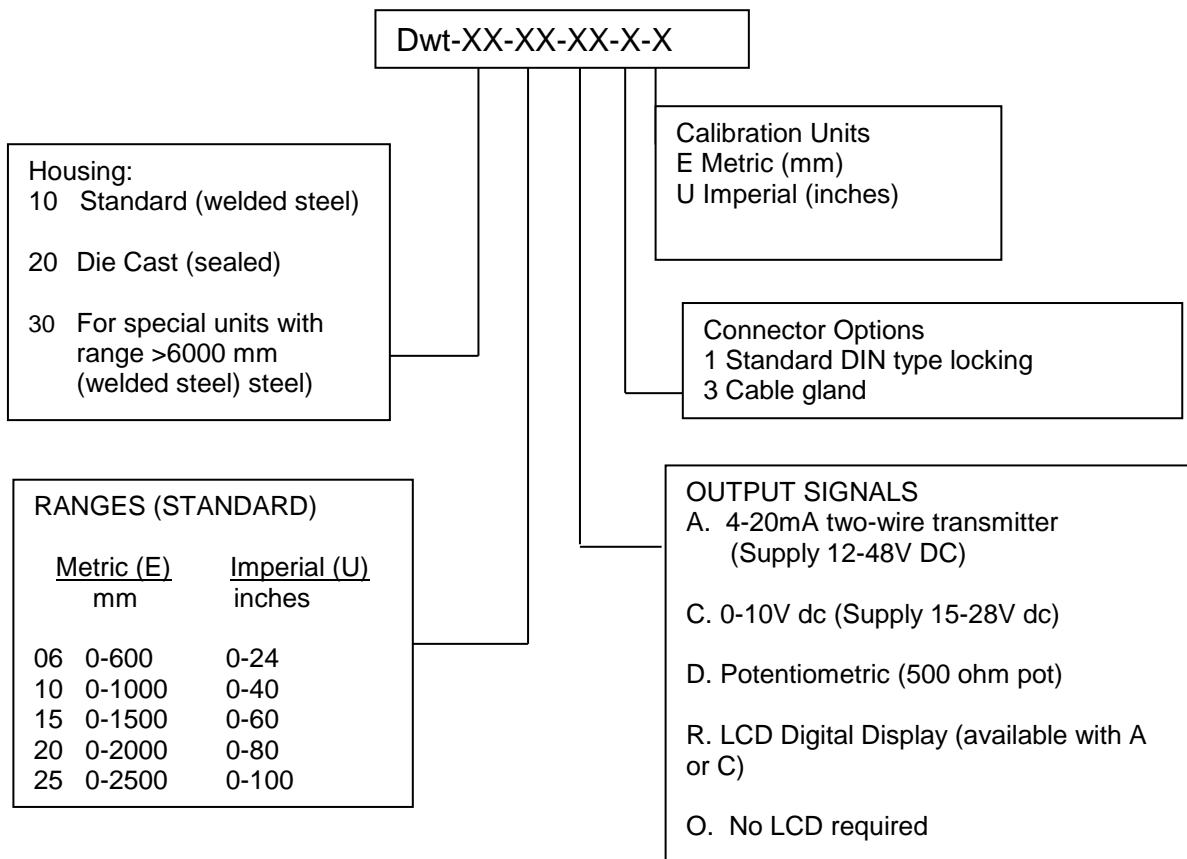 Dwt-XX-XX-XX-X-X
Calibration Units
E Metric (mm)
U Imperial (inches)
Housing:
10 Standard (welded steel)
20 Die Cast (sealed)
30 For special units with
range >6000 mm
(welded steel) steel)
Connector Options
1 Standard DIN type locking
3 Cable gland
RANGES (STANDARD)
Metric (E) Imperial (U)
mm inches
06 0-600 0-24
10 0-1000 0-40
15 0-1500 0-60
20 0-2000 0-80
25 0-2500 0-100
OUTPUT SIGNALS
A. 4-20mA two-wire transmitter
(Supply 12-48V DC)
C. 0-10V dc (Supply 15-28V dc)
D. Potentiometric (500 ohm pot)
R. LCD Digital Display (available with A
or C)
O. No LCD required